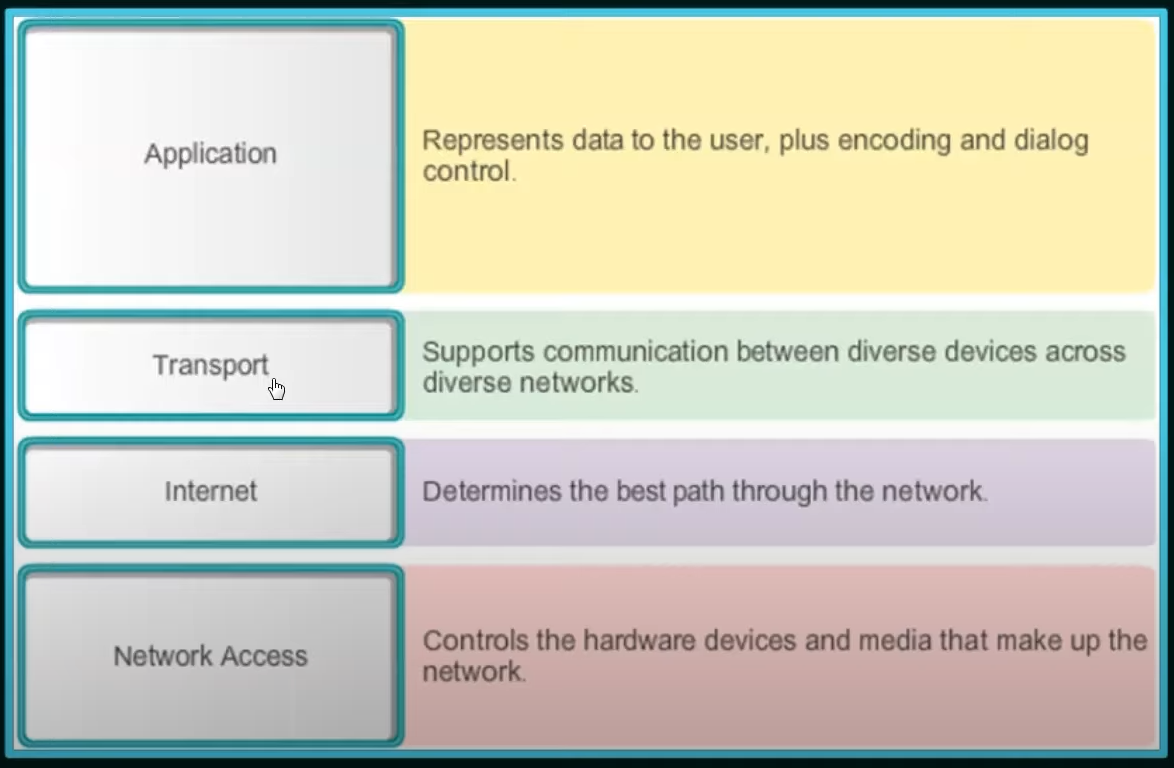 Application
Represents data to the user, plus encoding and dialog
control.
Transport
Supports communication between diverse devices across
diverse networks.
Internet
Determines the best path through the network.
Network Access
Controls the hardware devices and media that make up the
network.